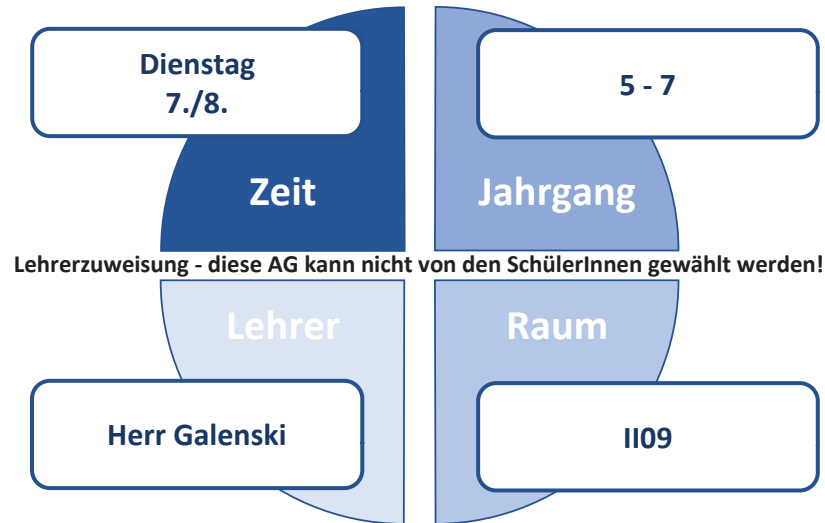 Dienstag
7./8.
5 - 7
Zeit
Jahrgang
Lehrerzuweisung - diese AG kann nicht von den SchülerInnen gewählt werden!
Lehrer
Raum
Herr Galenski
II09